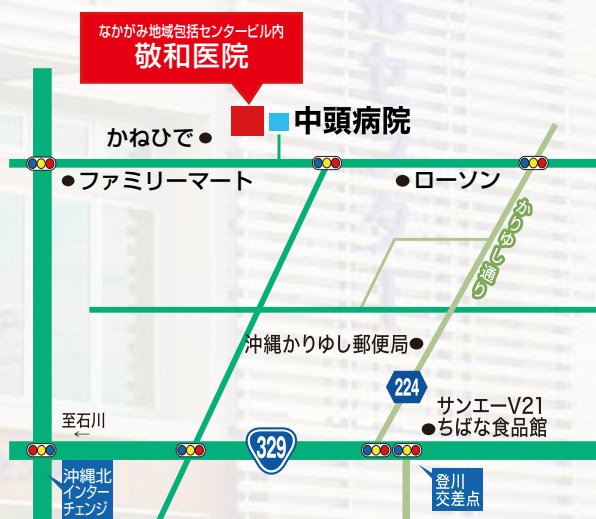 なかがみ地域包括センタービル内
敬和医院
中頭病院
かねひで
ファミリーマート
ローソン
かりゆし通り
沖縄かりゆし郵便局
224
サンエーV21
ちばな食品館
至石川
←
329
沖縄北
インター
チェンジ
登川
交差点